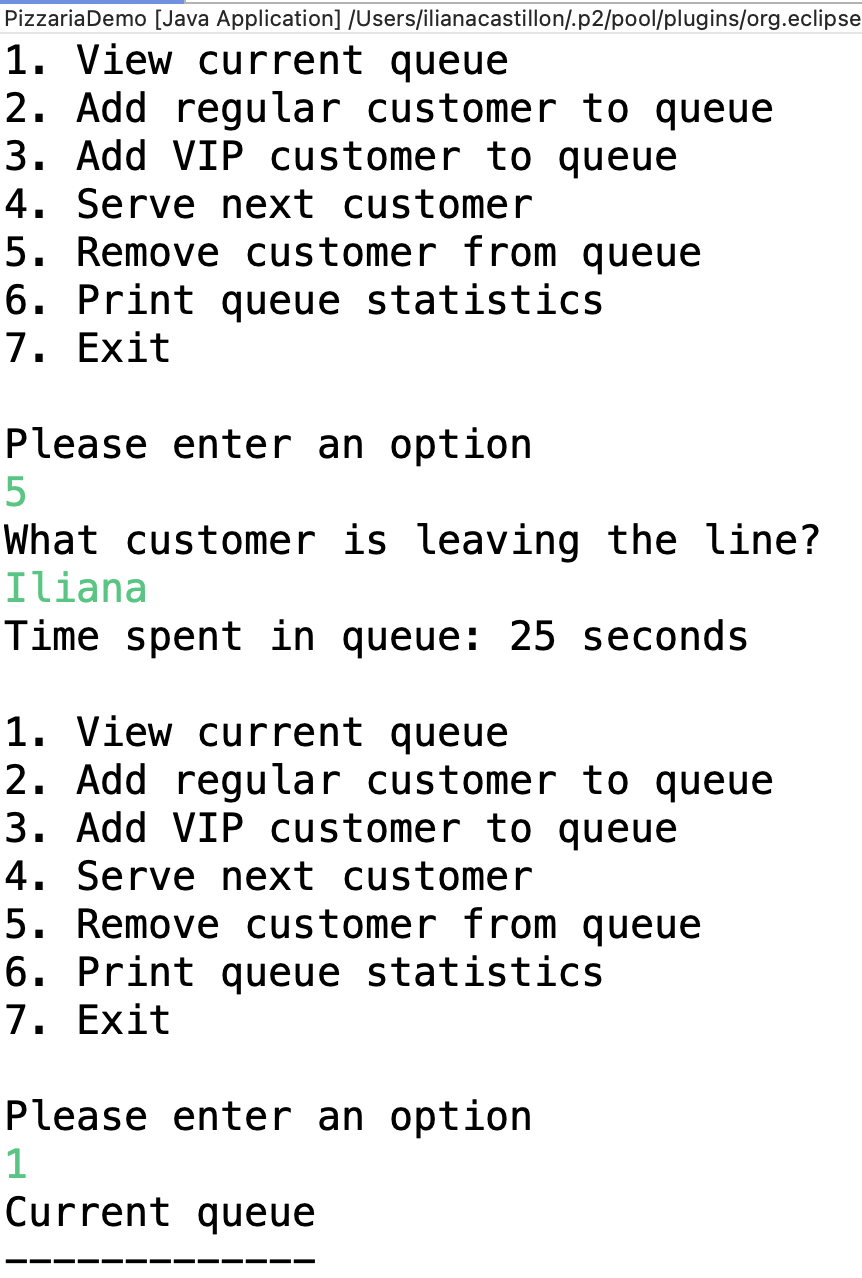 PizzariaDemo [Java Application] /Users/ilianacastillon/.p2/pool/plugins/org.eclipse
1. View current queue
2. Add regular customer to queue
3. Add VIP customer to queue
4. Serve next customer
5. Remove customer from queue
6. Print queue statistics
7. Exit
Please enter an option
5
What customer is leaving the line?
Iliana
Time spent in queue: 25 seconds
1. View current queue
2. Add regular customer to queue
3. Add VIP customer to queue
4. Serve next customer
5. Remove customer from queue
6. Print queue statistics
7. Exit
Please enter an option
1
Current queue
-------------